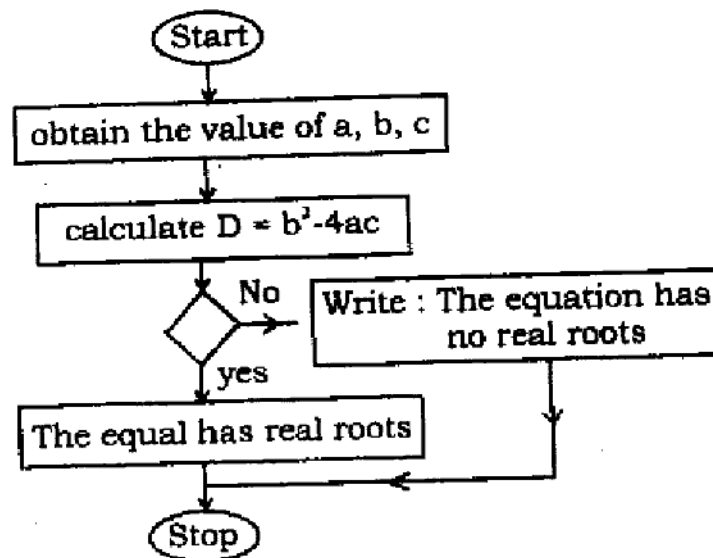 Start
obtain the value of a, b, c
calculate D = b²-4ac
No
Write : The equation has
no real roots
yes
The equal has real roots
Stop